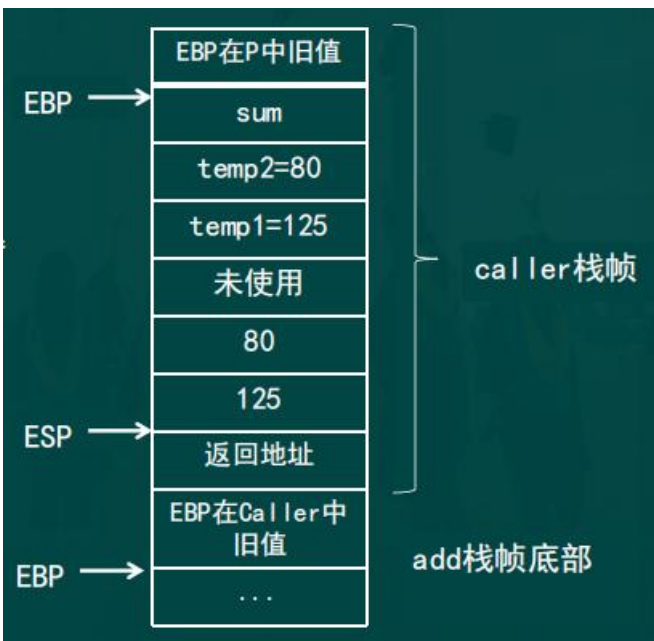 EBP在P中旧值
EBP
sum
temp2=80
temp1=125
未使用
caller栈帧
80
125
ESP
返回地址
EBP在Caller中
旧值
add栈帧底部
EBP
...